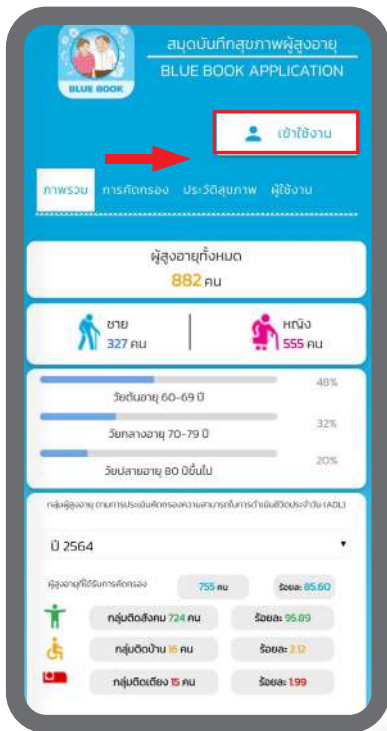 สมุดบันทึกสุขภาพผู้สูงอายุ
BLUE BOOK APPLICATION
BLUE BOOK
เข้าใช้งาน
ภาพรวม การคัดกรอง ประวัติสุขภาพ ผู้ใช้งาน
ผู้สูงอายุทั้งหมด
882 คน
ชาย
327 คน
หญิง
555 คน
48%
วัยต้นอายุ 60-69 ปี
32%
วัยกลางอายุ 70-79 ปี
20%
วัยปลายอายุ 80 ปีขึ้นไป
กลุ่มผู้สูงอายุ ตามการประเมินคัดกรองความสามารถในการดำเนินชีวิตประจำวัน (ADL)
ปี 2564
ผู้สูงอายุที่ได้รับการคัดกรอง 755 คน ร้อยละ 85.60
กลุ่มติดสังคม 724 คน ร้อยละ 95.89
กลุ่มติดบ้าน 16 คน ร้อยละ 2.12
กลุ่มติดเตียง 15 คน ร้อยละ 1.99